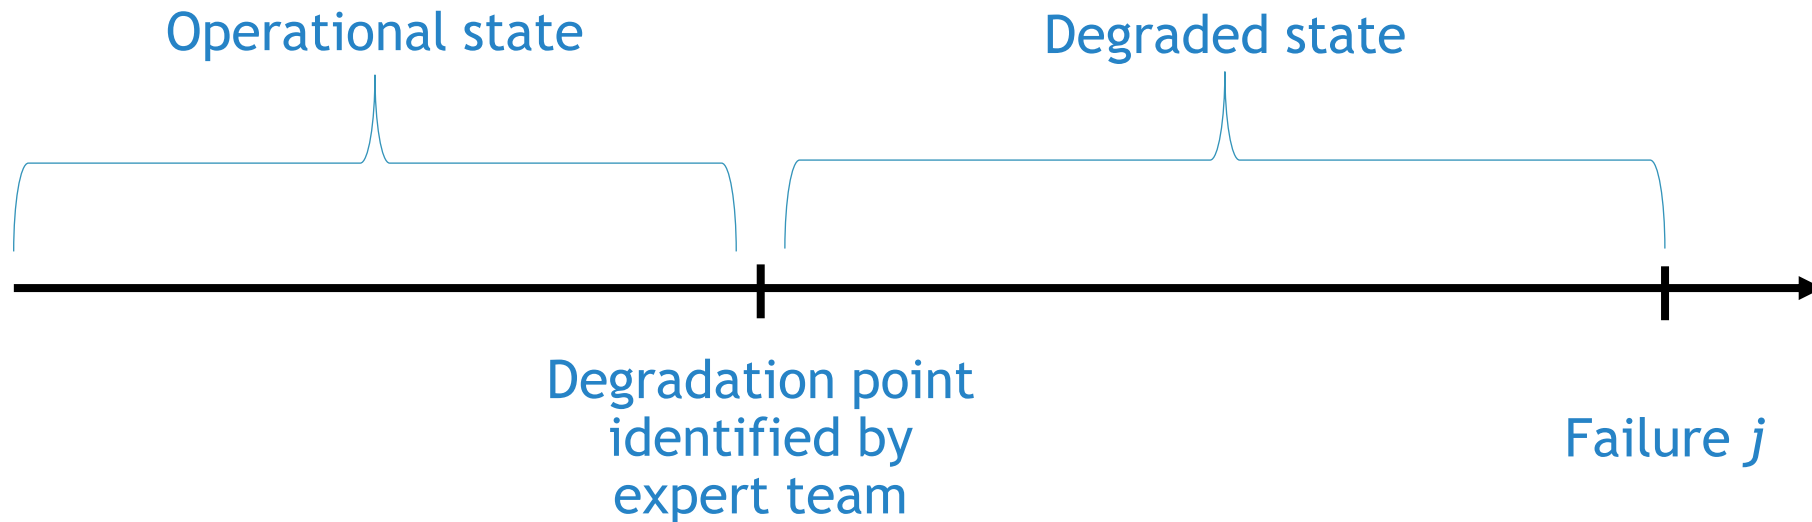 Operational state
Degraded state
Degradation point
identified by
expert team
Failure j